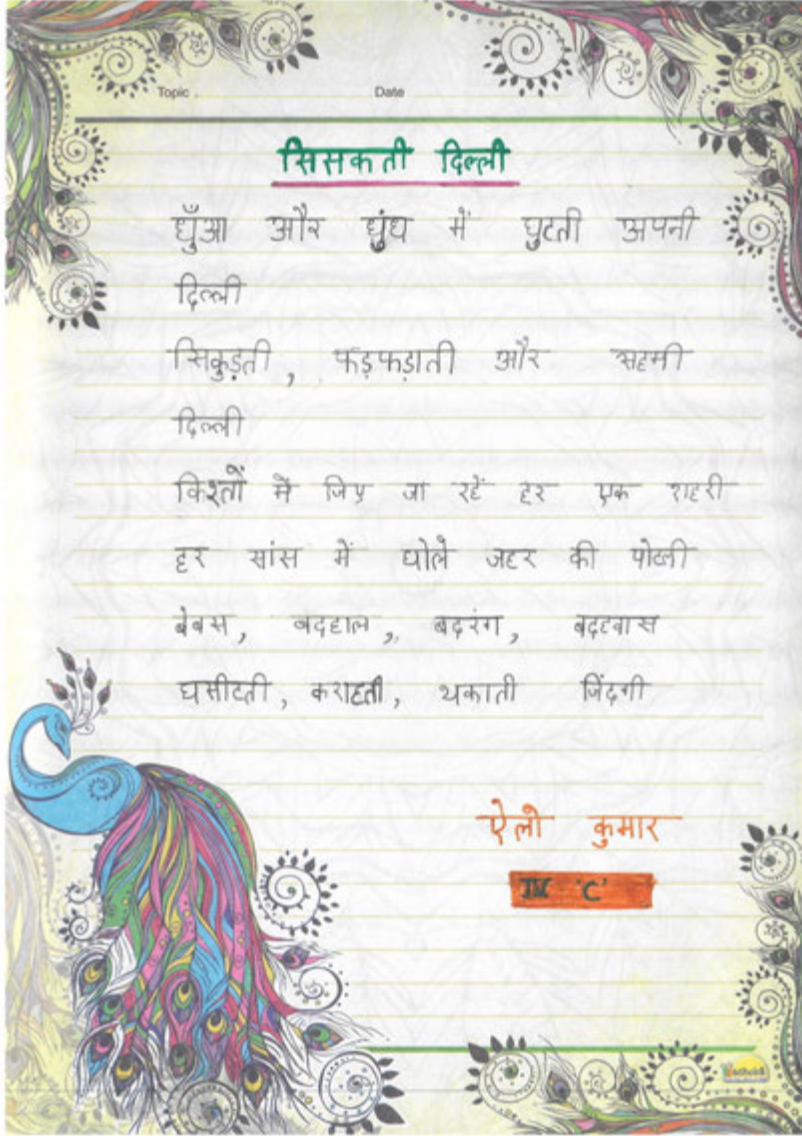 Topic
Date
सिसकती दिल्ली
घुँआ और घुंघ में घुटती अपनी
दिल्ली
सिकुड़ती, फड़फड़ाती और सहमी
दिल्ली
किश्तों में जिए जा रहें हर एक शहरी
हर सांस में घोले जहर की पोटली
बेबस, बदहाल, बदरंग, बदहवास
घसीटती, कराहती, थकाती जिंदगी
ऐलो कुमार
IV 'C'